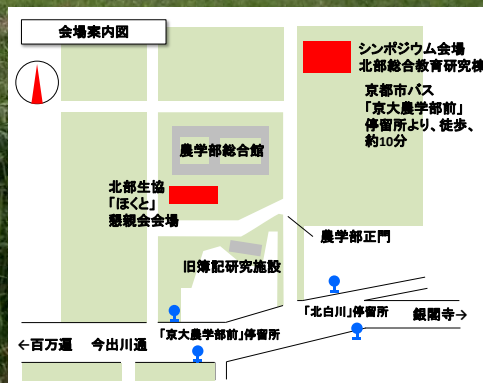 会場案内図
シンポジウム会場
北部総合教育研究棟
京都市バス
「京大農学部前」
停留所より、徒歩、
約10分
農学部総合館
北部生協
「ほくと」
懇親会会場
農学部正門
旧簿記研究施設
「北白川」停留所
銀閣寺→
「京大農学部前」停留所
←百万遍
今出川通